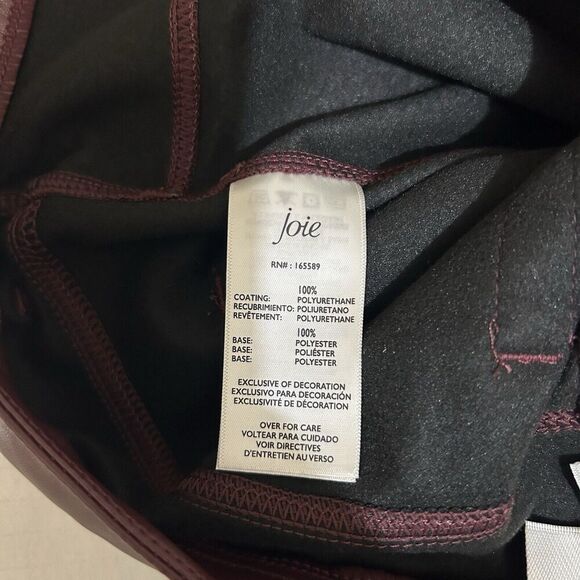 joie
RN# : 165589
100%
COATING: POLYURETHANE
RECUBRIMIENTO: POLIURETANO
REVÊTEMENT: POLYURETHANE
100%
BASE: POLYESTER
BASE: POLIÉSTER
BASE: POLYESTER
EXCLUSIVE OF DECORATION
EXCLUSIVO PARA DECORACIÓN
EXCLUSIVITÉ DE DÉCORATION
OVER FOR CARE
VOLTEAR PARA CUIDADO
VOIR DIRECTIVES
D'ENTRETIEN AU VERSO